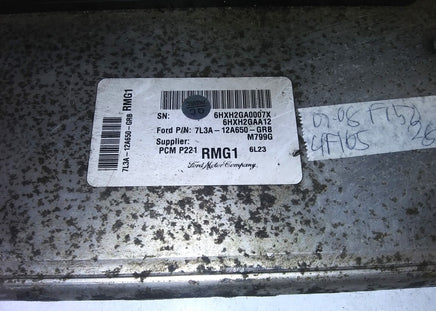 7L3A-12A650-GRB RMG1
SN: 6HXH2GA0007X
6HXH2GAA12
Ford P/N: 7L3A-12A650-GRB
Supplier: M799G
PCM P221 RMG1 6L23
Ford Motor Company
07-08 F150
4F165